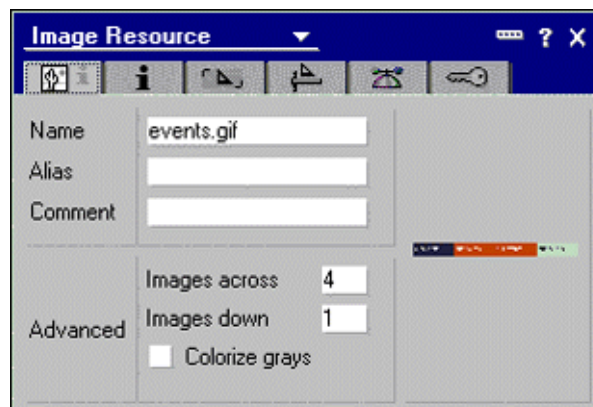 Image Resource ?
Name events.gif
Alias
Comment
Images across 4
Advanced
Images down 1
Colorize grays